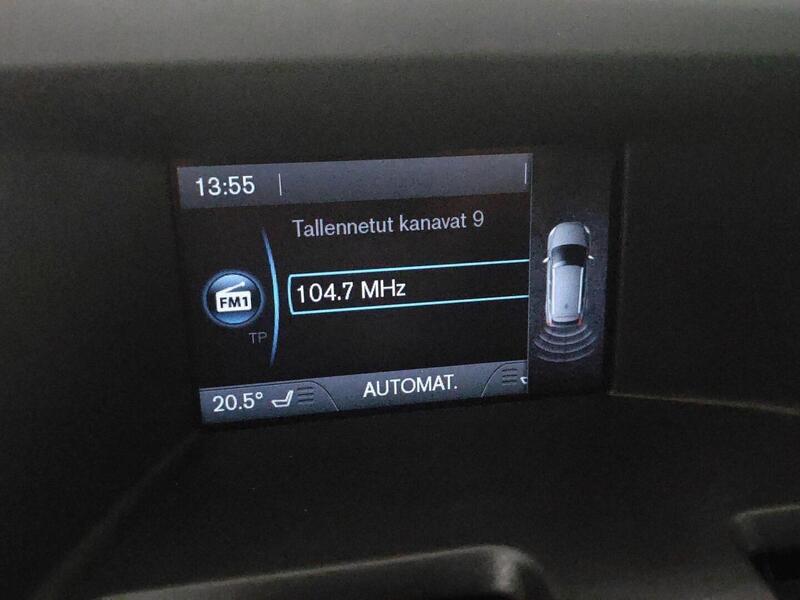 13:55
Tallennetut kanavat 9
FM1
104.7 MHz
TP
20.5°
AUTOMAT.